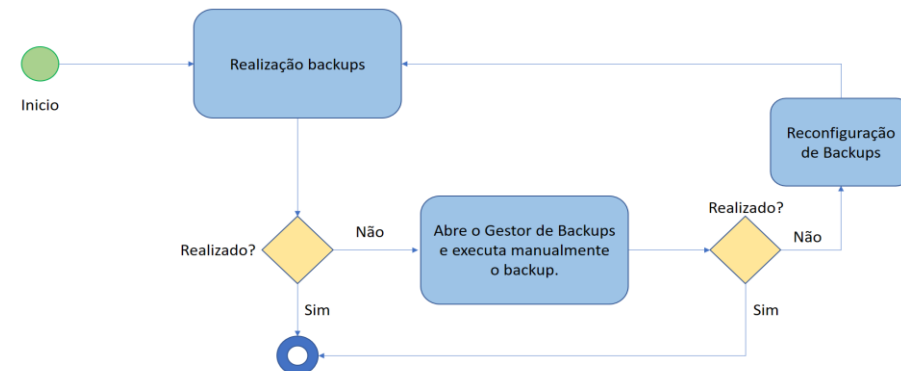 Realização backups
Inicio
Reconfiguração
de Backups
Realizado?
Não
Abre o Gestor de Backups
e executa manualmente
o backup.
Realizado?
Não
Sim
Sim